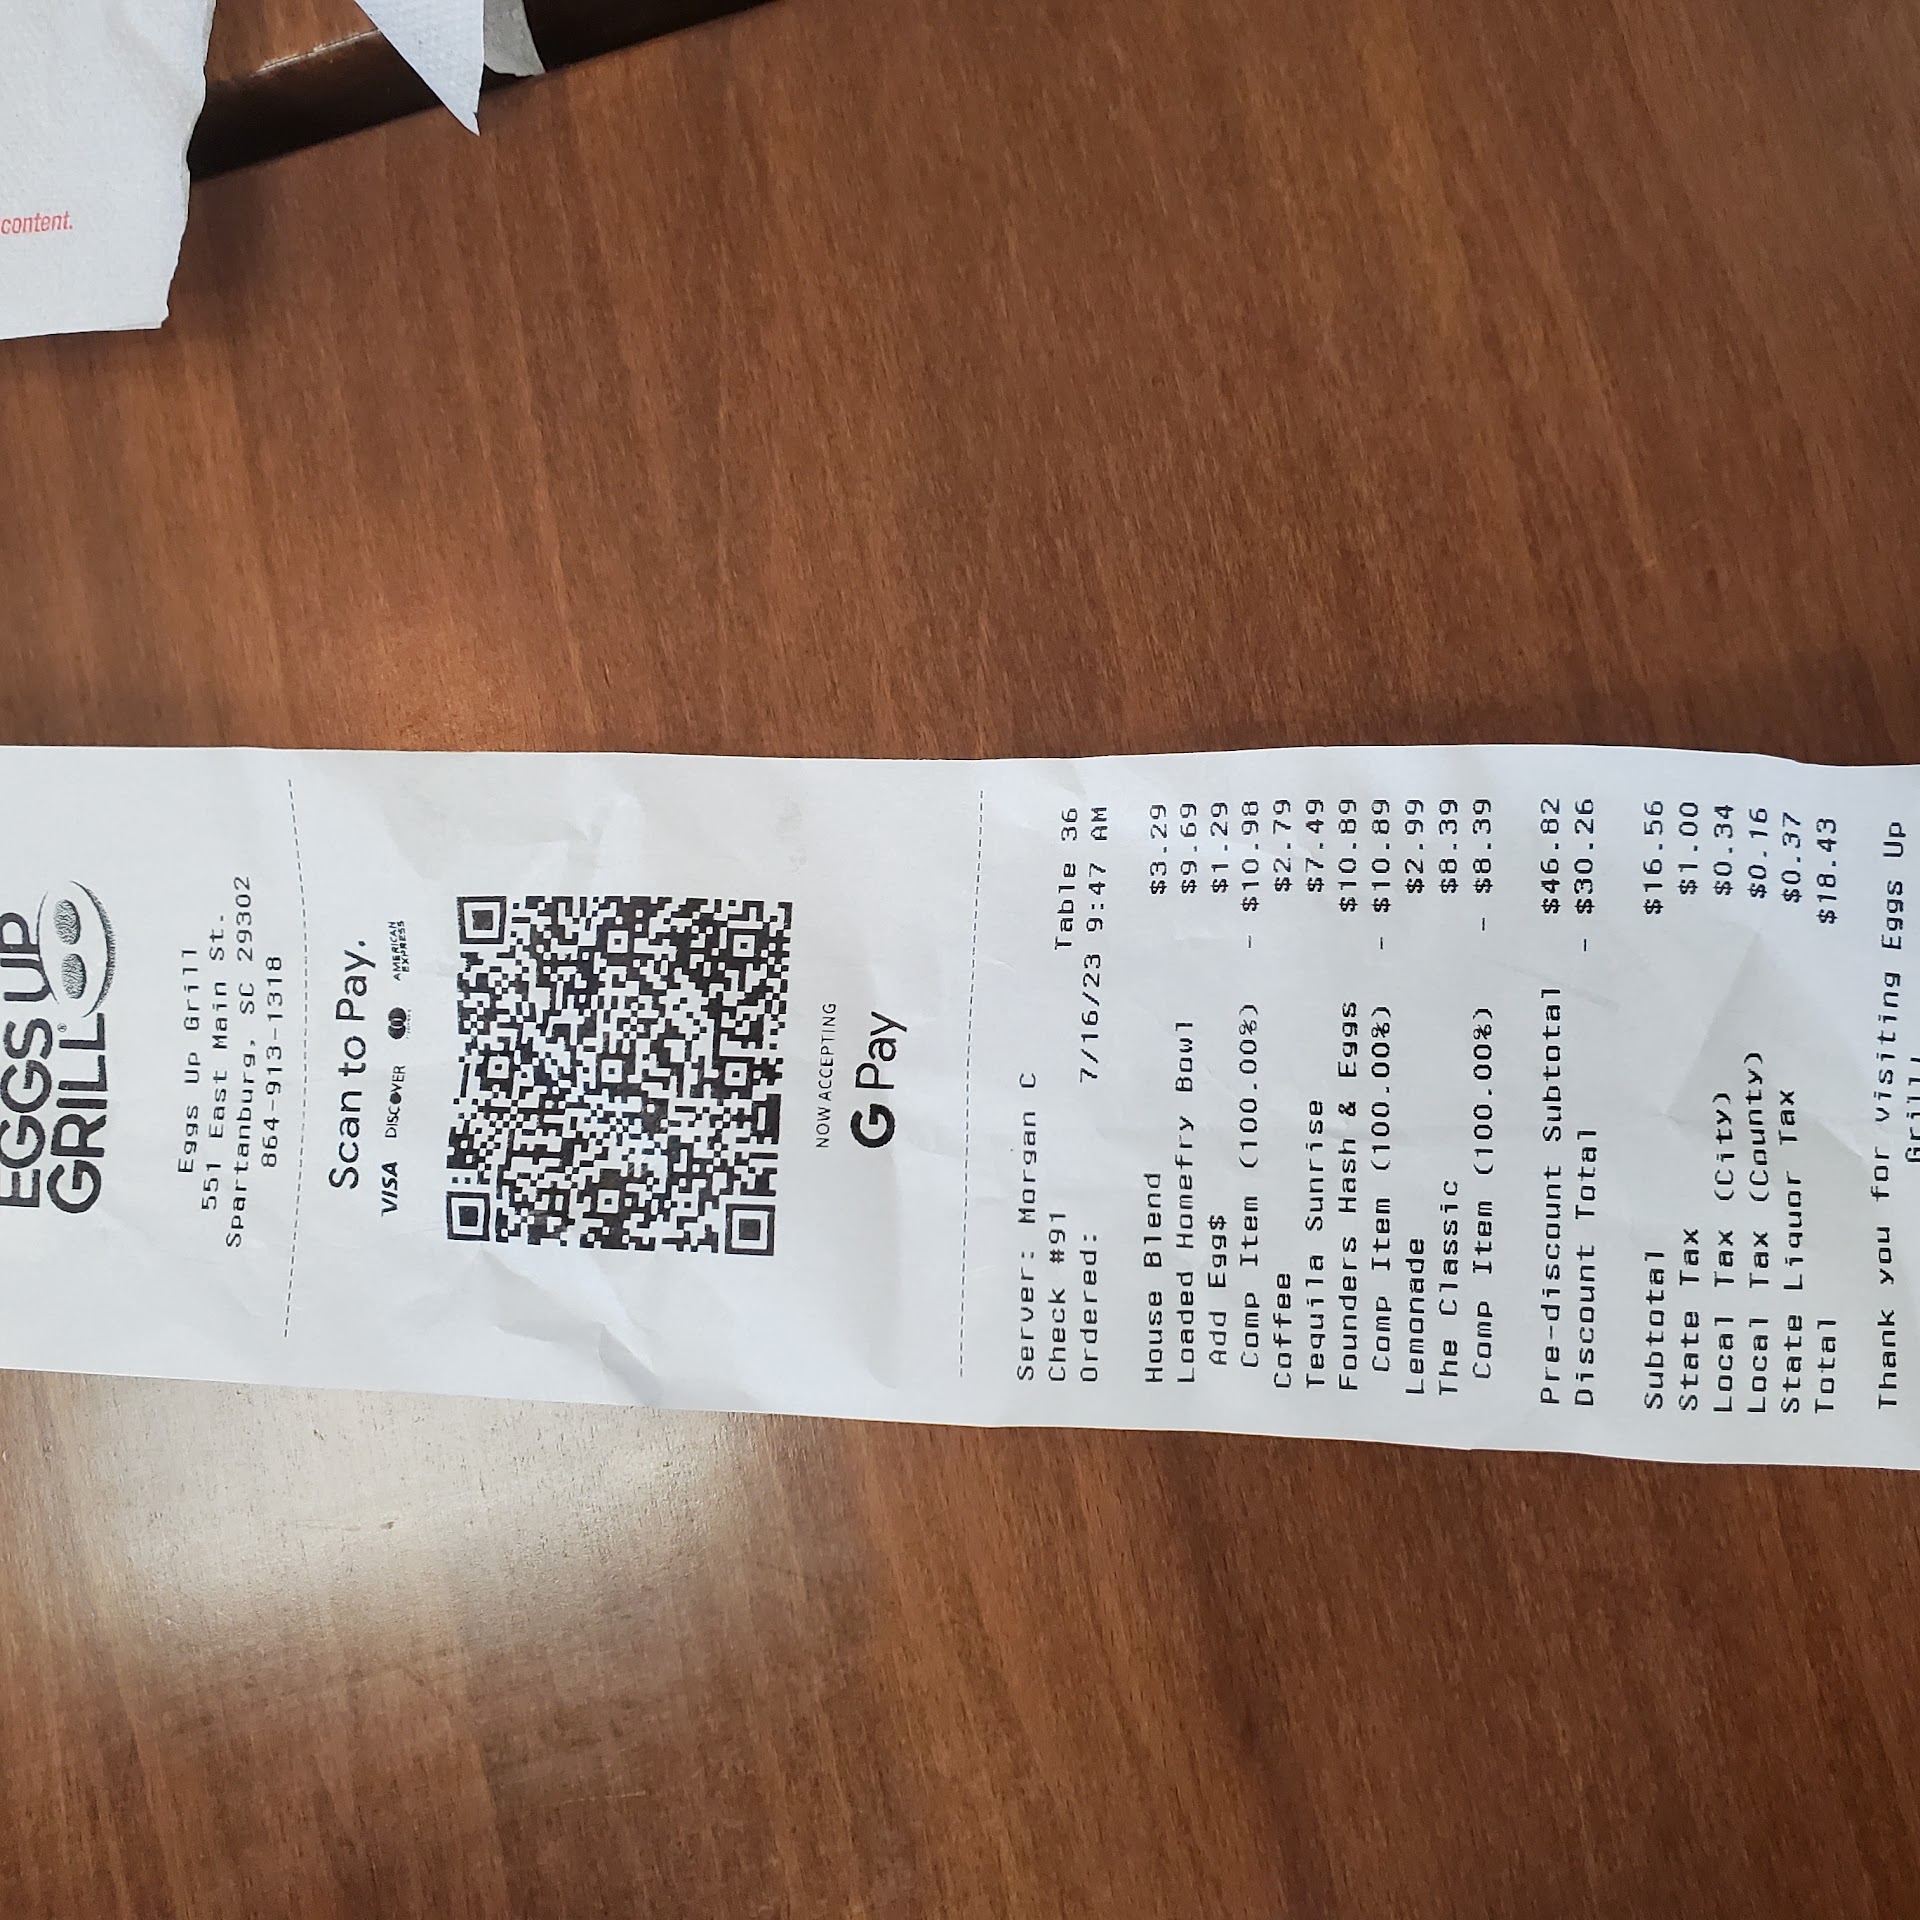 content.
EGGS UP
GRILL®
Eggs Up Grill
551 East Main St.
Spartanburg, SC 29302
864-913-1318
Scan to Pay.
VISA DISCOVER AMERICAN EXPRESS
NOW ACCEPTING
G Pay
Server: Morgan C
Check #91 Table 36
Ordered: 7/16/23 9:47 AM
House Blend $3.29
Loaded Homefry Bowl $9.69
Add Egg$ $1.29
Comp Item (100.00%) - $10.98
Coffee $2.79
Tequila Sunrise $7.49
Founders Hash & Eggs $10.89
Comp Item (100.00%) - $10.89
Lemonade $2.99
The Classic $8.39
Comp Item (100.00%) - $8.39
Pre-discount Subtotal $46.82
Discount Total - $30.26
Subtotal $16.56
State Tax $1.00
Local Tax (City) $0.34
Local Tax (County) $0.16
State Liquor Tax $0.37
Total $18.43
Thank you for visiting Eggs Up
Grill!